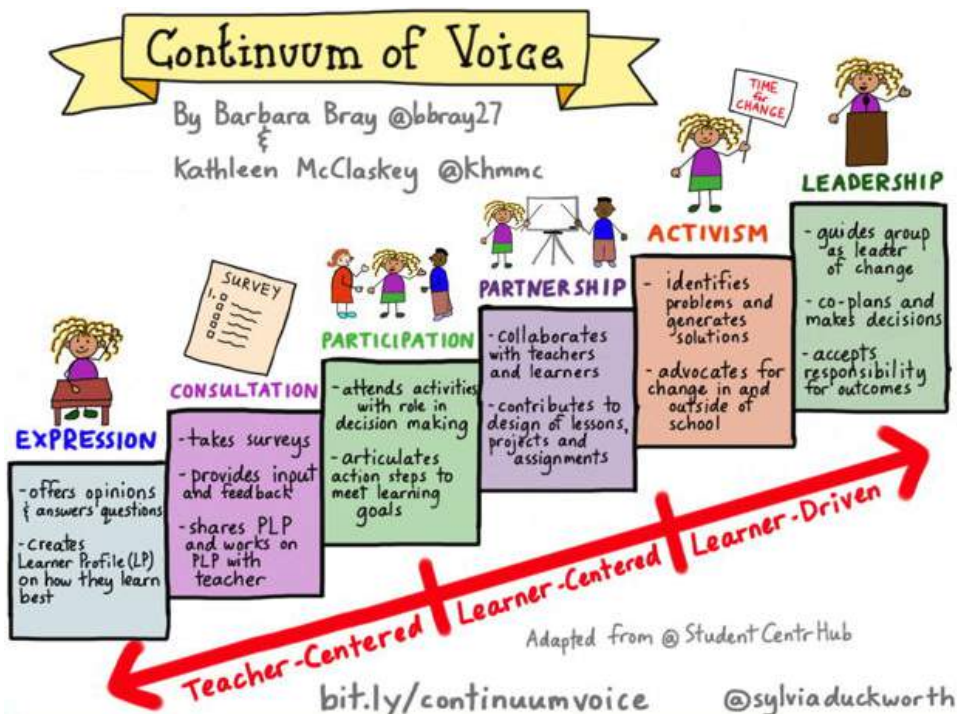 Continuum of Voice
By Barbara Bray @bbray27
&
Kathleen McClaskey @khmmc
EXPRESSION
- offers opinions
& answers questions
- creates
Learner Profile (LP)
on how they learn
best
SURVEY
1.
CONSULTATION
- takes surveys
- provides input
and feedback
- shares PLP
and works on
PLP with
teacher
PARTICIPATION
- attends activities
with role in
decision making
- articulates
action steps to
meet learning
goals
PARTNERSHIP
- collaborates
with teachers
and learners
- contributes to
design of lessons,
projects and
assignments
TIME
for
CHANGE
ACTIVISM
- identifies
problems and
generates
solutions
- advocates for
change in and
outside of
school
LEADERSHIP
- guides group
as leader
of change
- co-plans and
makes decisions
- accepts
responsibility
for outcomes
Teacher-Centered
Learner-Centered
Learner-Driven
Adapted from @StudentCentrHub
bit.ly/continuumvoice
@sylviaduckworth